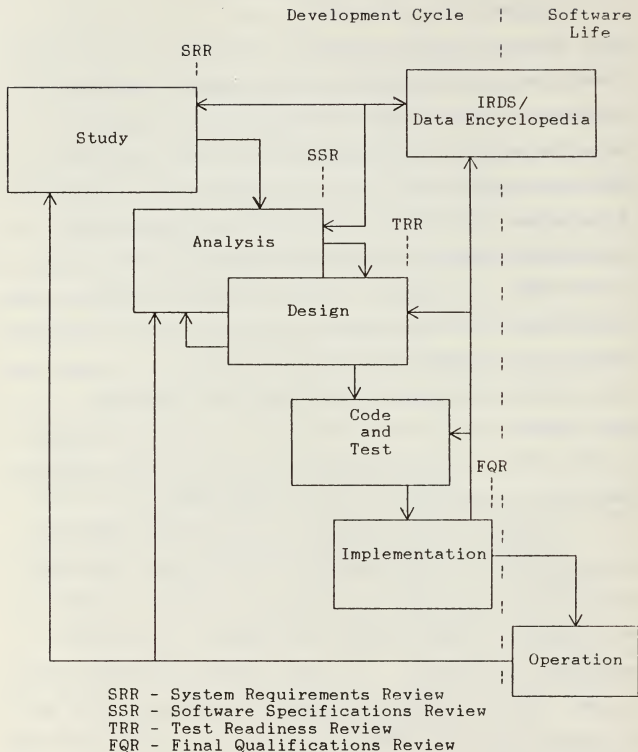 Development Cycle
Software
Life
SRR
IRDS/
Data Encyclopedia
Study
SSR
Analysis
TRR
Design
Code
and
Test
FQR
Implementation
Operation
SRR - System Requirements Review
SSR - Software Specifications Review
TRR - Test Readiness Review
FQR - Final Qualifications Review